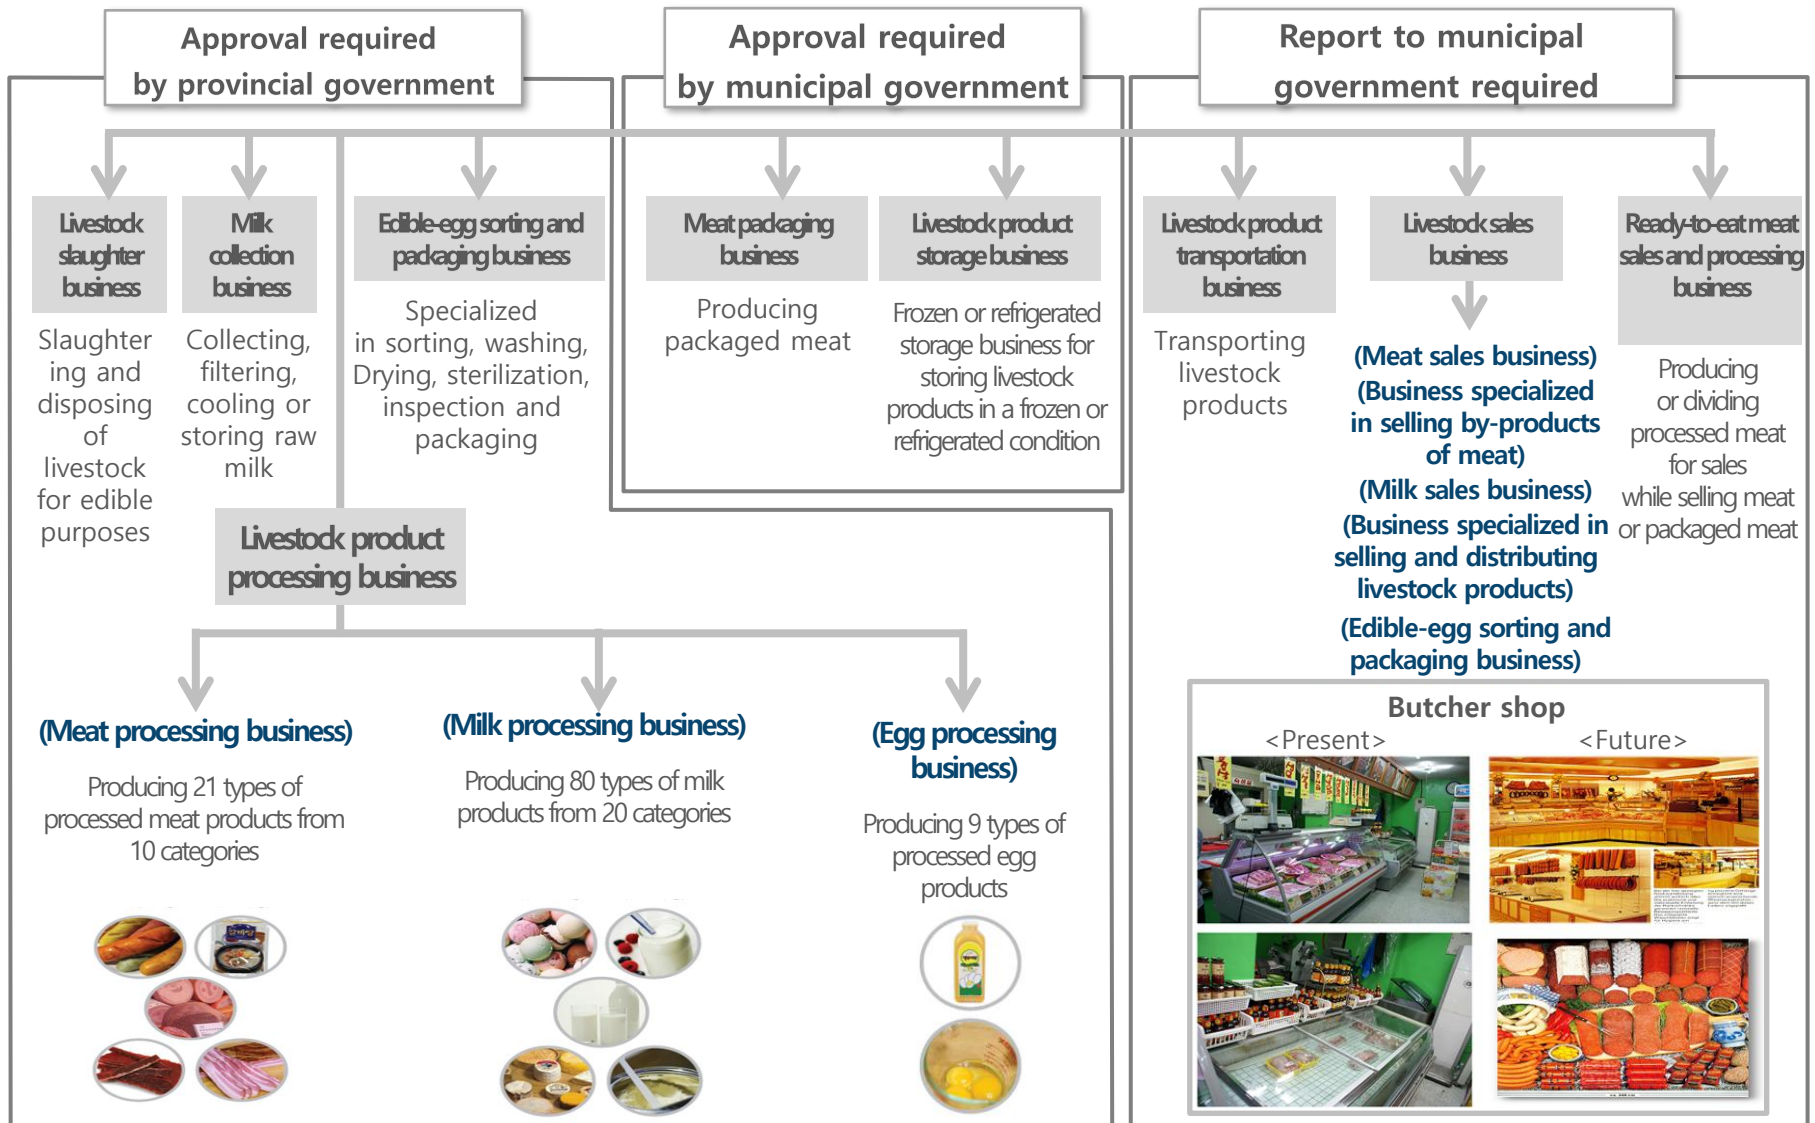 Approval required
by provincial government
Approval required
by municipal government
Report to municipal
government required
Livestock
slaughter
business
Slaughter
ing and
disposing
of
livestock
for edible
purposes
Milk
collection
business
Collecting,
filtering,
cooling or
storing raw
milk
Edible-egg sorting and
packaging business
Specialized
in sorting, washing,
Drying, sterilization,
inspection and
packaging
Meat packaging
business
Producing
packaged meat
Livestock product
storage business
Frozen or refrigerated
storage business for
storing livestock
products in a frozen or
refrigerated condition
Livestock product
transportation
business
Transporting
livestock
products
Livestock sales
business
(Meat sales business)
(Business specialized
in selling by-products
of meat)
(Milk sales business)
(Business specialized in
selling and distributing
livestock products)
(Edible-egg sorting and
packaging business)
Ready-to-eat meat
sales and processing
business
Producing
or dividing
processed meat
for sales
while selling meat
or packaged meat
Livestock product
processing business
(Meat processing business)
Producing 21 types of
processed meat products from
10 categories
(Milk processing business)
Producing 80 types of milk
products from 20 categories
(Egg processing
business)
Producing 9 types of
processed egg
products
Butcher shop
<Present>
<Future>